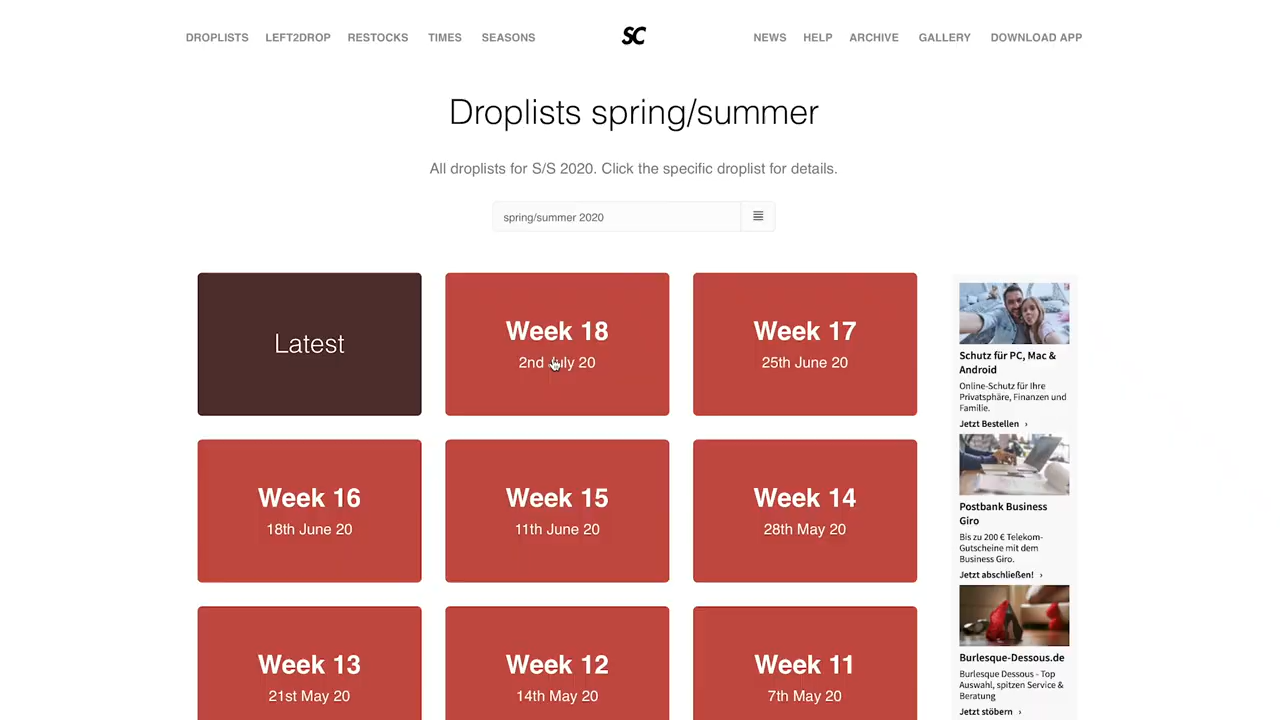 DROPLISTS LEFT2DROP RESTOCKS TIMES SEASONS SC NEWS HELP ARCHIVE GALLERY DOWNLOAD APP
Droplists spring/summer
All droplists for S/S 2020. Click the specific droplist for details.
spring/summer 2020
Latest
Week 18
2nd July 20
Week 17
25th June 20
Week 16
18th June 20
Week 15
11th June 20
Week 14
28th May 20
Week 13
21st May 20
Week 12
14th May 20
Week 11
7th May 20
Schutz für PC, Mac &
Android
Online-Schutz für Ihre
Privatsphäre, Finanzen und
Familie.
Jetzt Bestellen ›
Postbank Business
Giro
Bis zu 200 € Telekom-
Gutscheine mit dem
Business Giro.
Jetzt abschließen! ›
Burlesque-Dessous.de
Burlesque Dessous - Top
Auswahl, spitzen Service &
Beratung
Jetzt stöbern ›